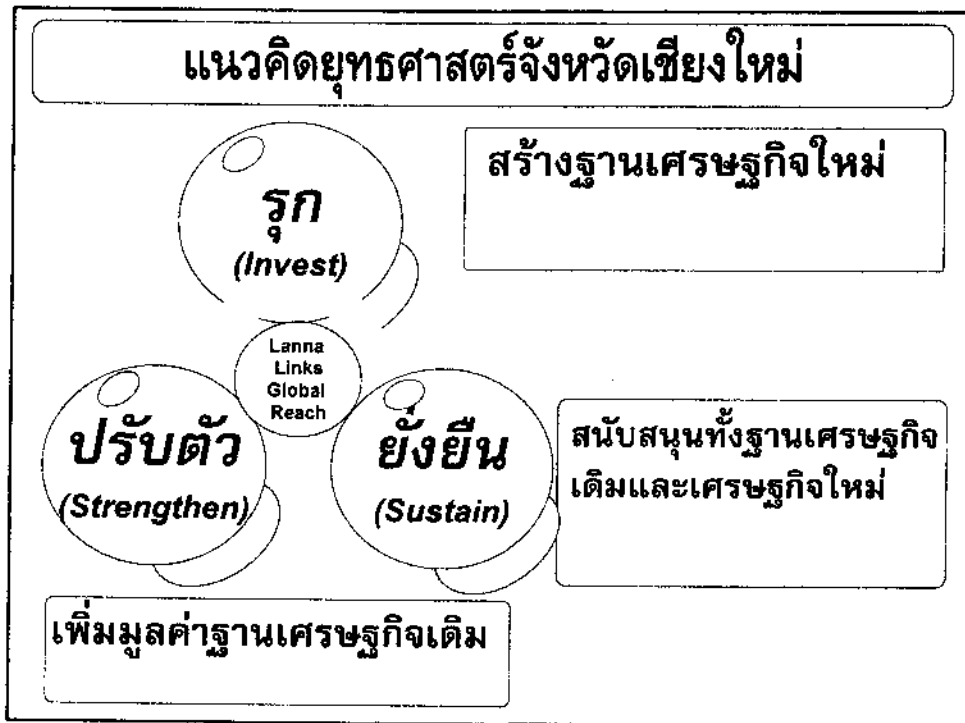 แนวคิดยุทธศาสตร์จังหวัดเชียงใหม่
รุก
(Invest)
สร้างฐานเศรษฐกิจใหม่
Lanna
Links
Global
Reach
ปรับตัว
(Strengthen)
ยั่งยืน
(Sustain)
สนับสนุนทั้งฐานเศรษฐกิจ
เดิมและเศรษฐกิจใหม่
เพิ่มมูลค่าฐานเศรษฐกิจเดิม